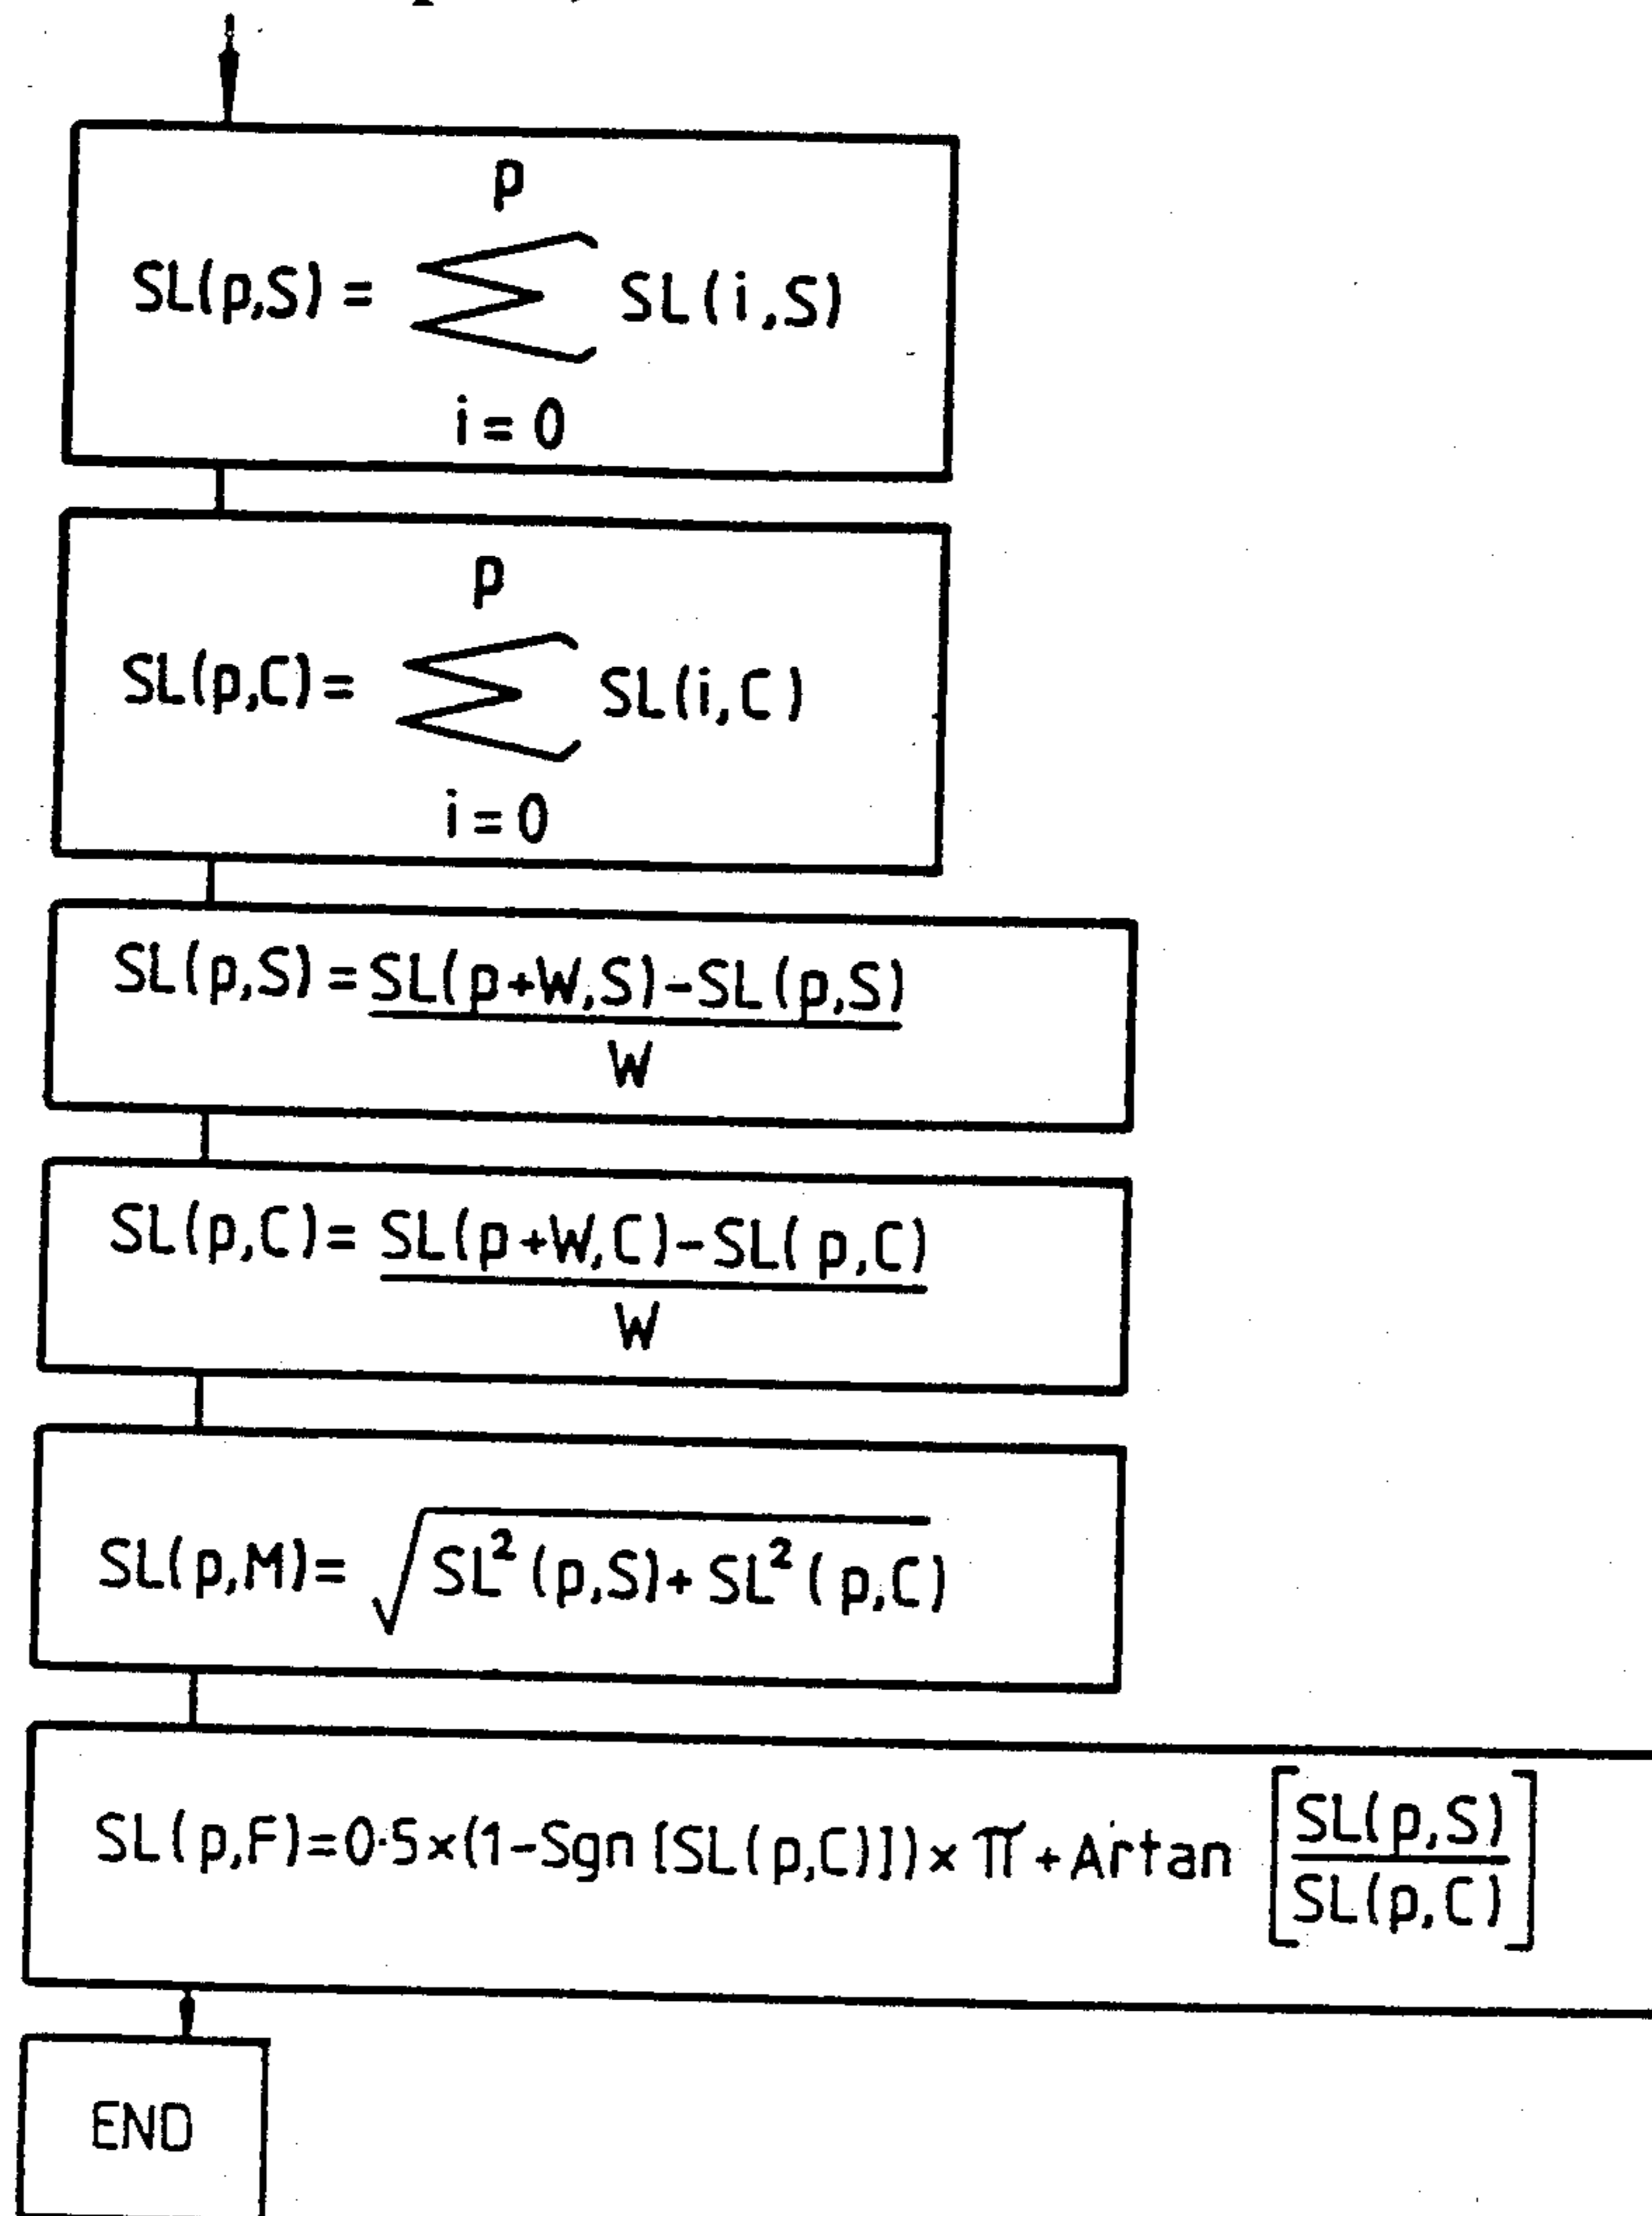 p
SL(p,S) = ∑ SL(i,S)
i = 0
p
SL(p,C) = ∑ SL(i,C)
i = 0
SL(p,S) = SL(p+W,S)-SL(p,S)
W
SL(p,C) = SL(p+W,C)-SL(p,C)
W
SL(p,M) = √SL²(p,S)+SL²(p,C)
SL(p,F)=0·5×(1-Sgn[SL(p,C)])×π+Artan [SL(p,S)
SL(p,C)]
END